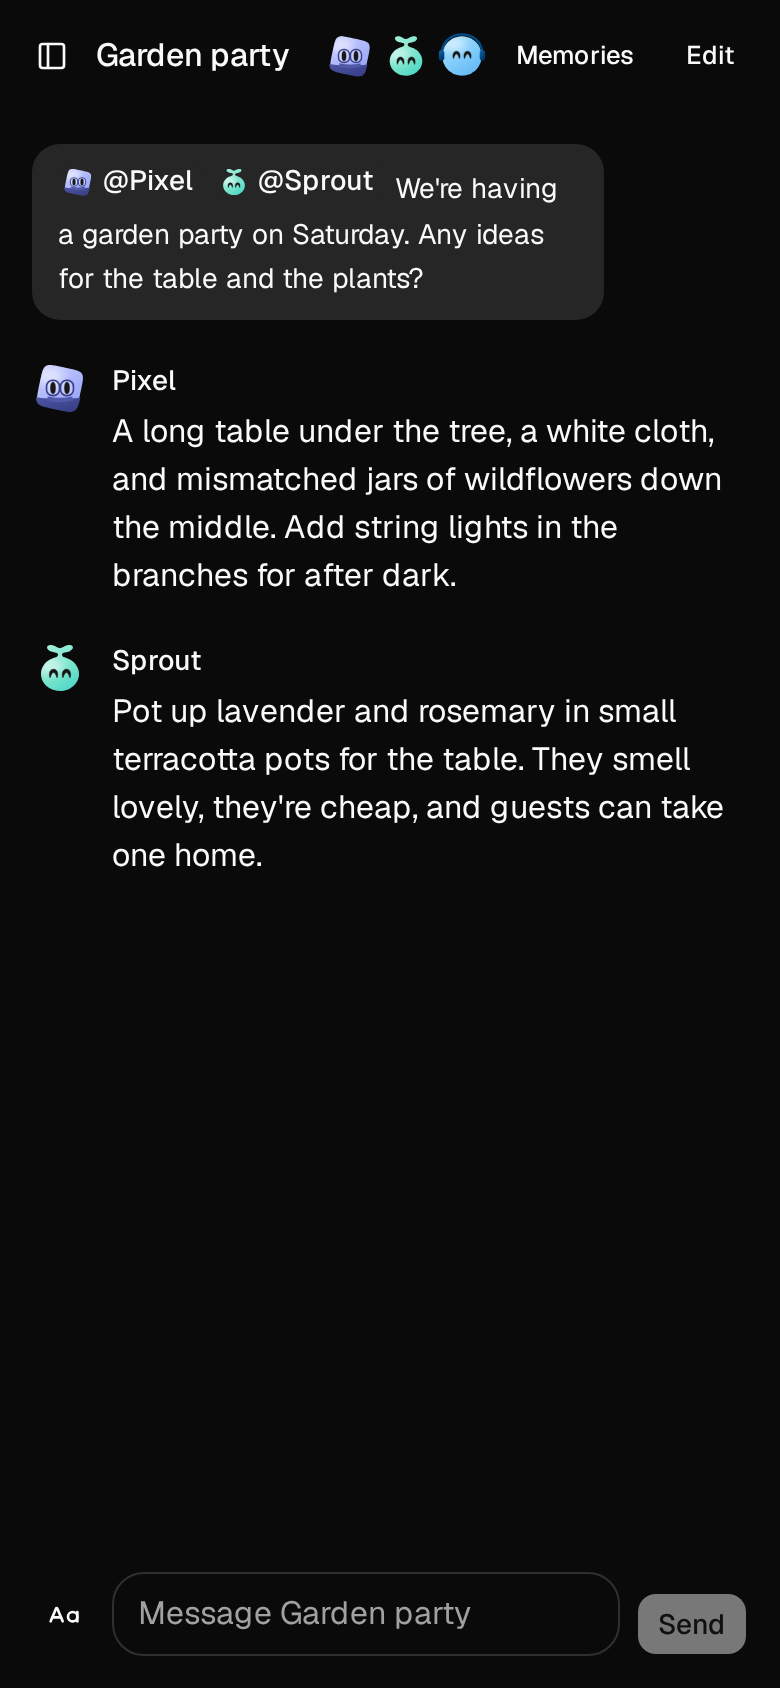 Garden party Memories Edit
@Pixel @Sprout We're having
a garden party on Saturday. Any ideas
for the table and the plants?
Pixel
A long table under the tree, a white cloth,
and mismatched jars of wildflowers down
the middle. Add string lights in the
branches for after dark.
Sprout
Pot up lavender and rosemary in small
terracotta pots for the table. They smell
lovely, they're cheap, and guests can take
one home.
Aa Message Garden party Send